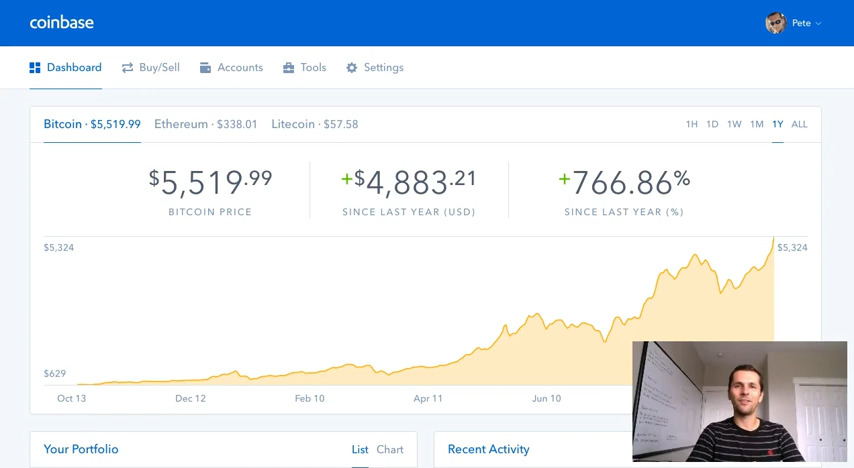 coinbase
Pete
Dashboard
Buy/Sell
Accounts
Tools
Settings
Bitcoin · $5,519.99
Ethereum · $338.01
Litecoin · $57.58
1H 1D 1W 1M 1Y ALL
$5,519.99
BITCOIN PRICE
+$4,883.21
SINCE LAST YEAR (USD)
+766.86%
SINCE LAST YEAR (%)
$5,324
$5,324
$629
Oct 13
Dec 12
Feb 10
Apr 11
Jun 10
Your Portfolio
List
Chart
Recent Activity